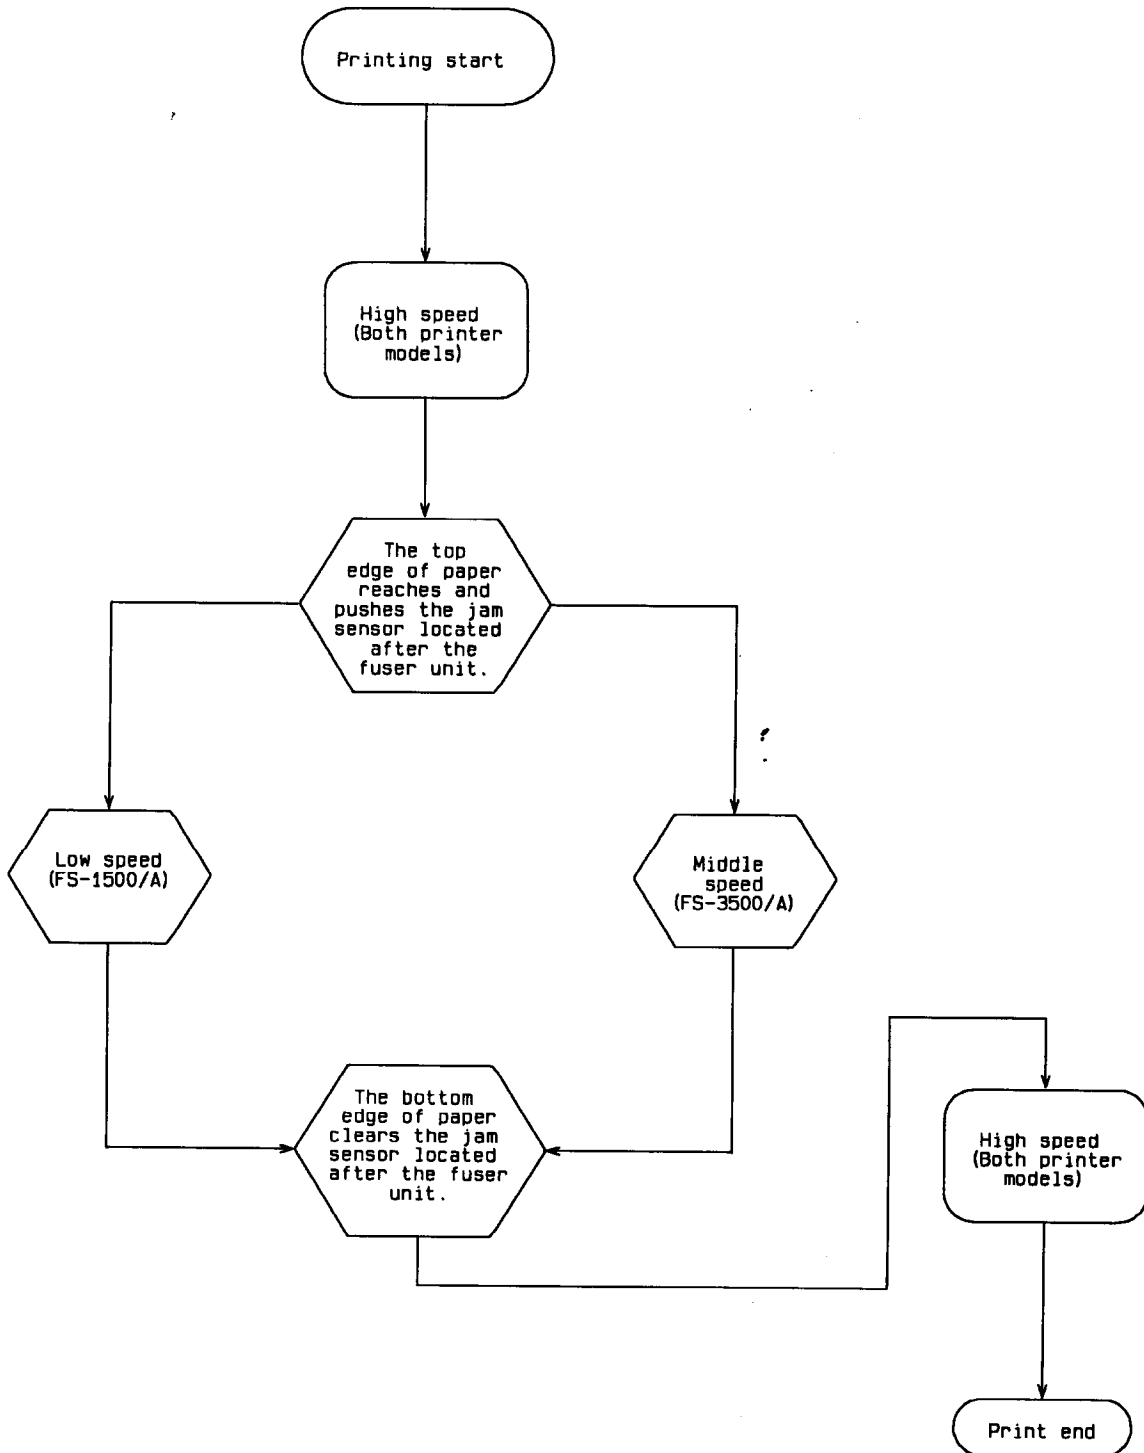 Printing start
High speed
(Both printer
models)
The top
edge of paper
reaches and
pushes the jam
sensor located
after the
fuser unit.
Low speed
(FS-1500/A)
Middle
speed
(FS-3500/A)
The bottom
edge of paper
clears the jam
sensor located
after the fuser
unit.
High speed
(Both printer
models)
Print end